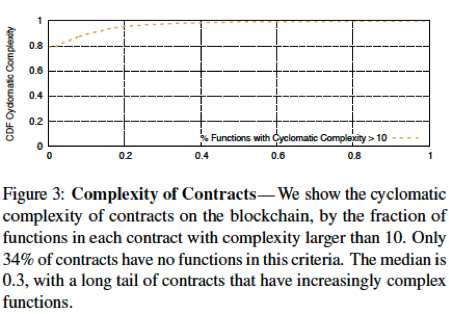 1
0.8
0.6
0.4
0.2
0
CDF Cyclomatic Complexity
% Functions with Cyclomatic Complexity > 10
0 0.2 0.4 0.6 0.8 1
Figure 3: Complexity of Contracts—We show the cyclomatic
complexity of contracts on the blockchain, by the fraction of
functions in each contract with complexity larger than 10. Only
34% of contracts have no functions in this criteria. The median is
0.3, with a long tail of contracts that have increasingly complex
functions.